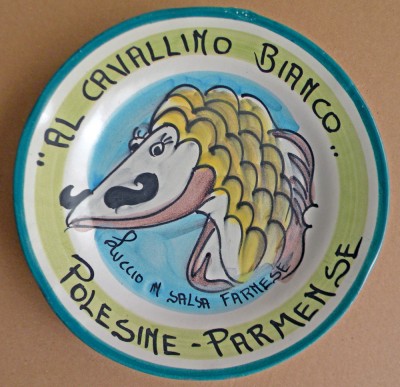 "AL CAVALLINO BIANCO"
Luccio IN SALSA FARNESE
POLESINE - PARMENSE